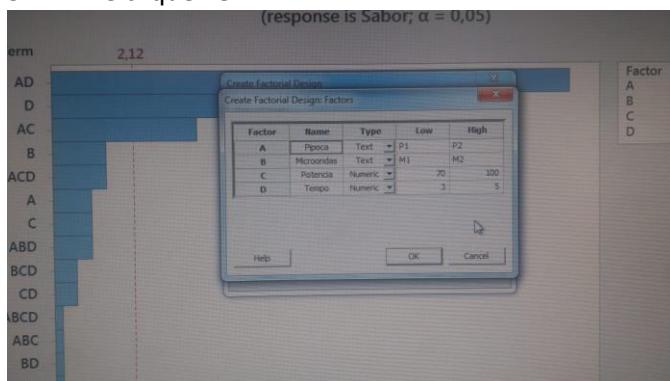 (response is Sabor; α = 0,05)
erm
2,12
AD
D
AC
B
ACD
A
C
ABD
BCD
CD
ABCD
ABC
BD
Factor
A
B
C
D
Create Factorial Design
Create Factorial Design: Factors
Factor Name Type Low High
A Pipoca Text P1 P2
B Microondas Text M1 M2
C Potencia Numeric 70 100
D Tempo Numeric 3 5
Help OK Cancel